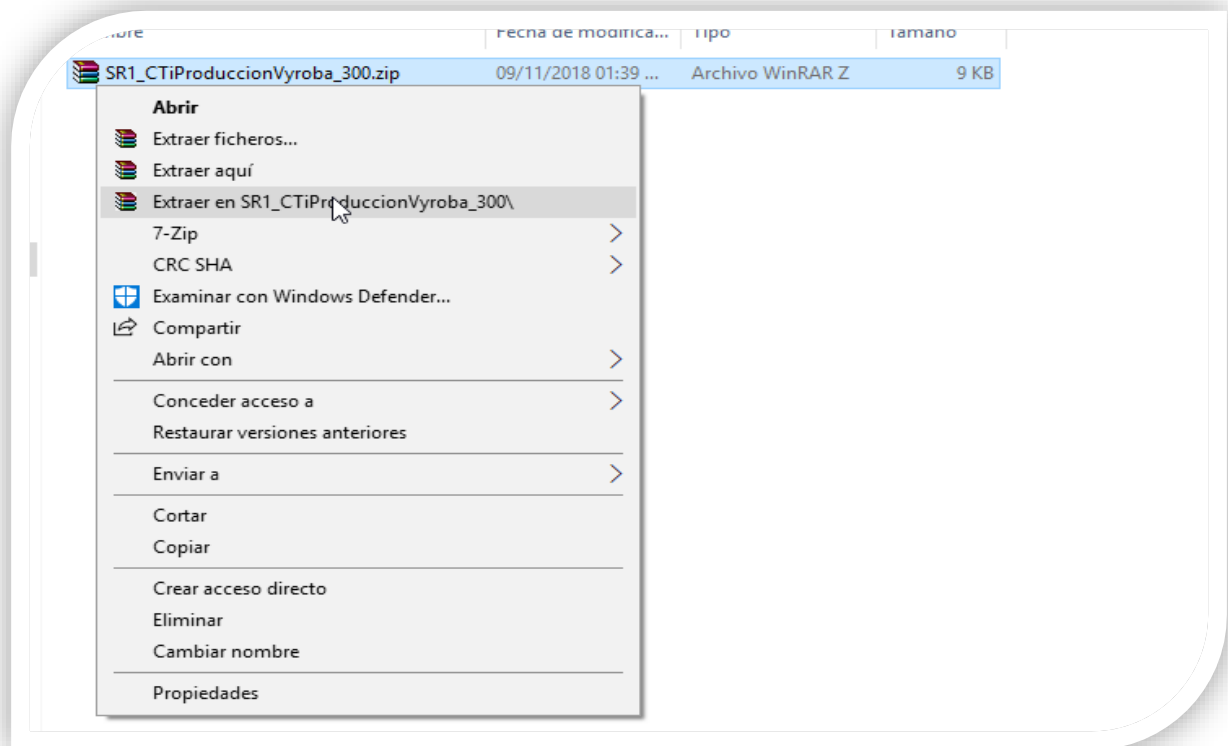 Fecha de modifica... Tipo Tamaño
SR1_CTiProduccionVyroba_300.zip 09/11/2018 01:39 ... Archivo WinRAR Z 9 KB
Abrir
Extraer ficheros...
Extraer aquí
Extraer en SR1_CTiProduccionVyroba_300\
7-Zip
CRC SHA
Examinar con Windows Defender...
Compartir
Abrir con
Conceder acceso a
Restaurar versiones anteriores
Enviar a
Cortar
Copiar
Crear acceso directo
Eliminar
Cambiar nombre
Propiedades